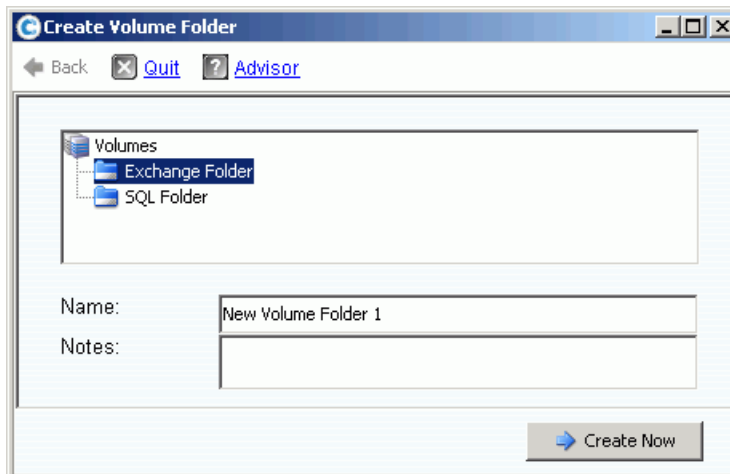 Create Volume Folder
Back Quit ? Advisor
Volumes
Exchange Folder
SQL Folder
Name: New Volume Folder 1
Notes:
Create Now